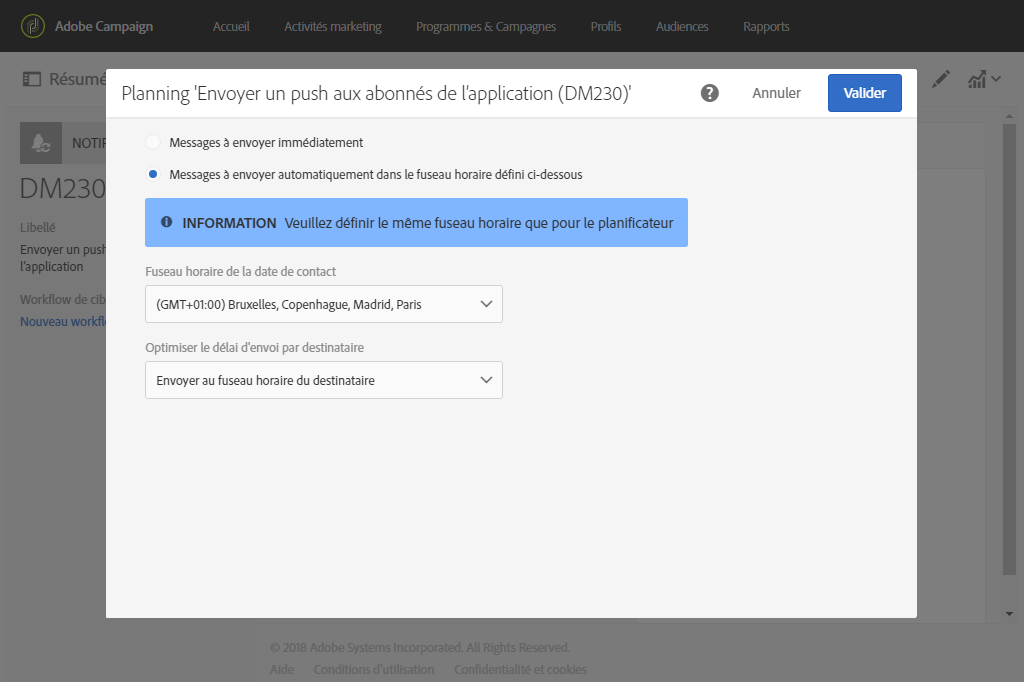 Adobe Campaign
Accueil
Activités marketing
Programmes & Campagnes
Profils
Audiences
Rapports
Résumé
Planning 'Envoyer un push aux abonnés de l'application (DM230)'
?
Annuler
Valider
Messages à envoyer immédiatement
Messages à envoyer automatiquement dans le fuseau horaire défini ci-dessous
INFORMATION Veuillez définir le même fuseau horaire que pour le planificateur
Fuseau horaire de la date de contact
(GMT+01:00) Bruxelles, Copenhague, Madrid, Paris
Optimiser le délai d'envoi par destinataire
Envoyer au fuseau horaire du destinataire
NOTIF
DM230
Libellé
Envoyer un push
l'application
Workflow de cib
Nouveau workfl
© 2018 Adobe Systems Incorporated. All Rights Reserved.
Aide
Conditions d'utilisation
Confidentialité et cookies